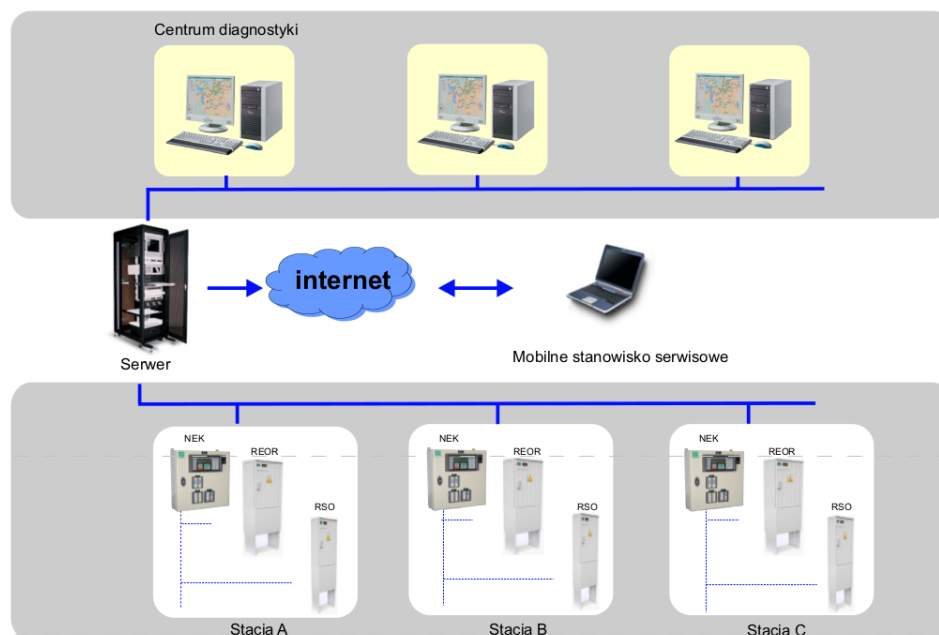 Centrum diagnostyki
internet
Serwer
Mobilne stanowisko serwisowe
NEK
REOR
RSO
NEK
REOR
RSO
NEK
REOR
RSO
Stacja A
Stacja B
Stacja C